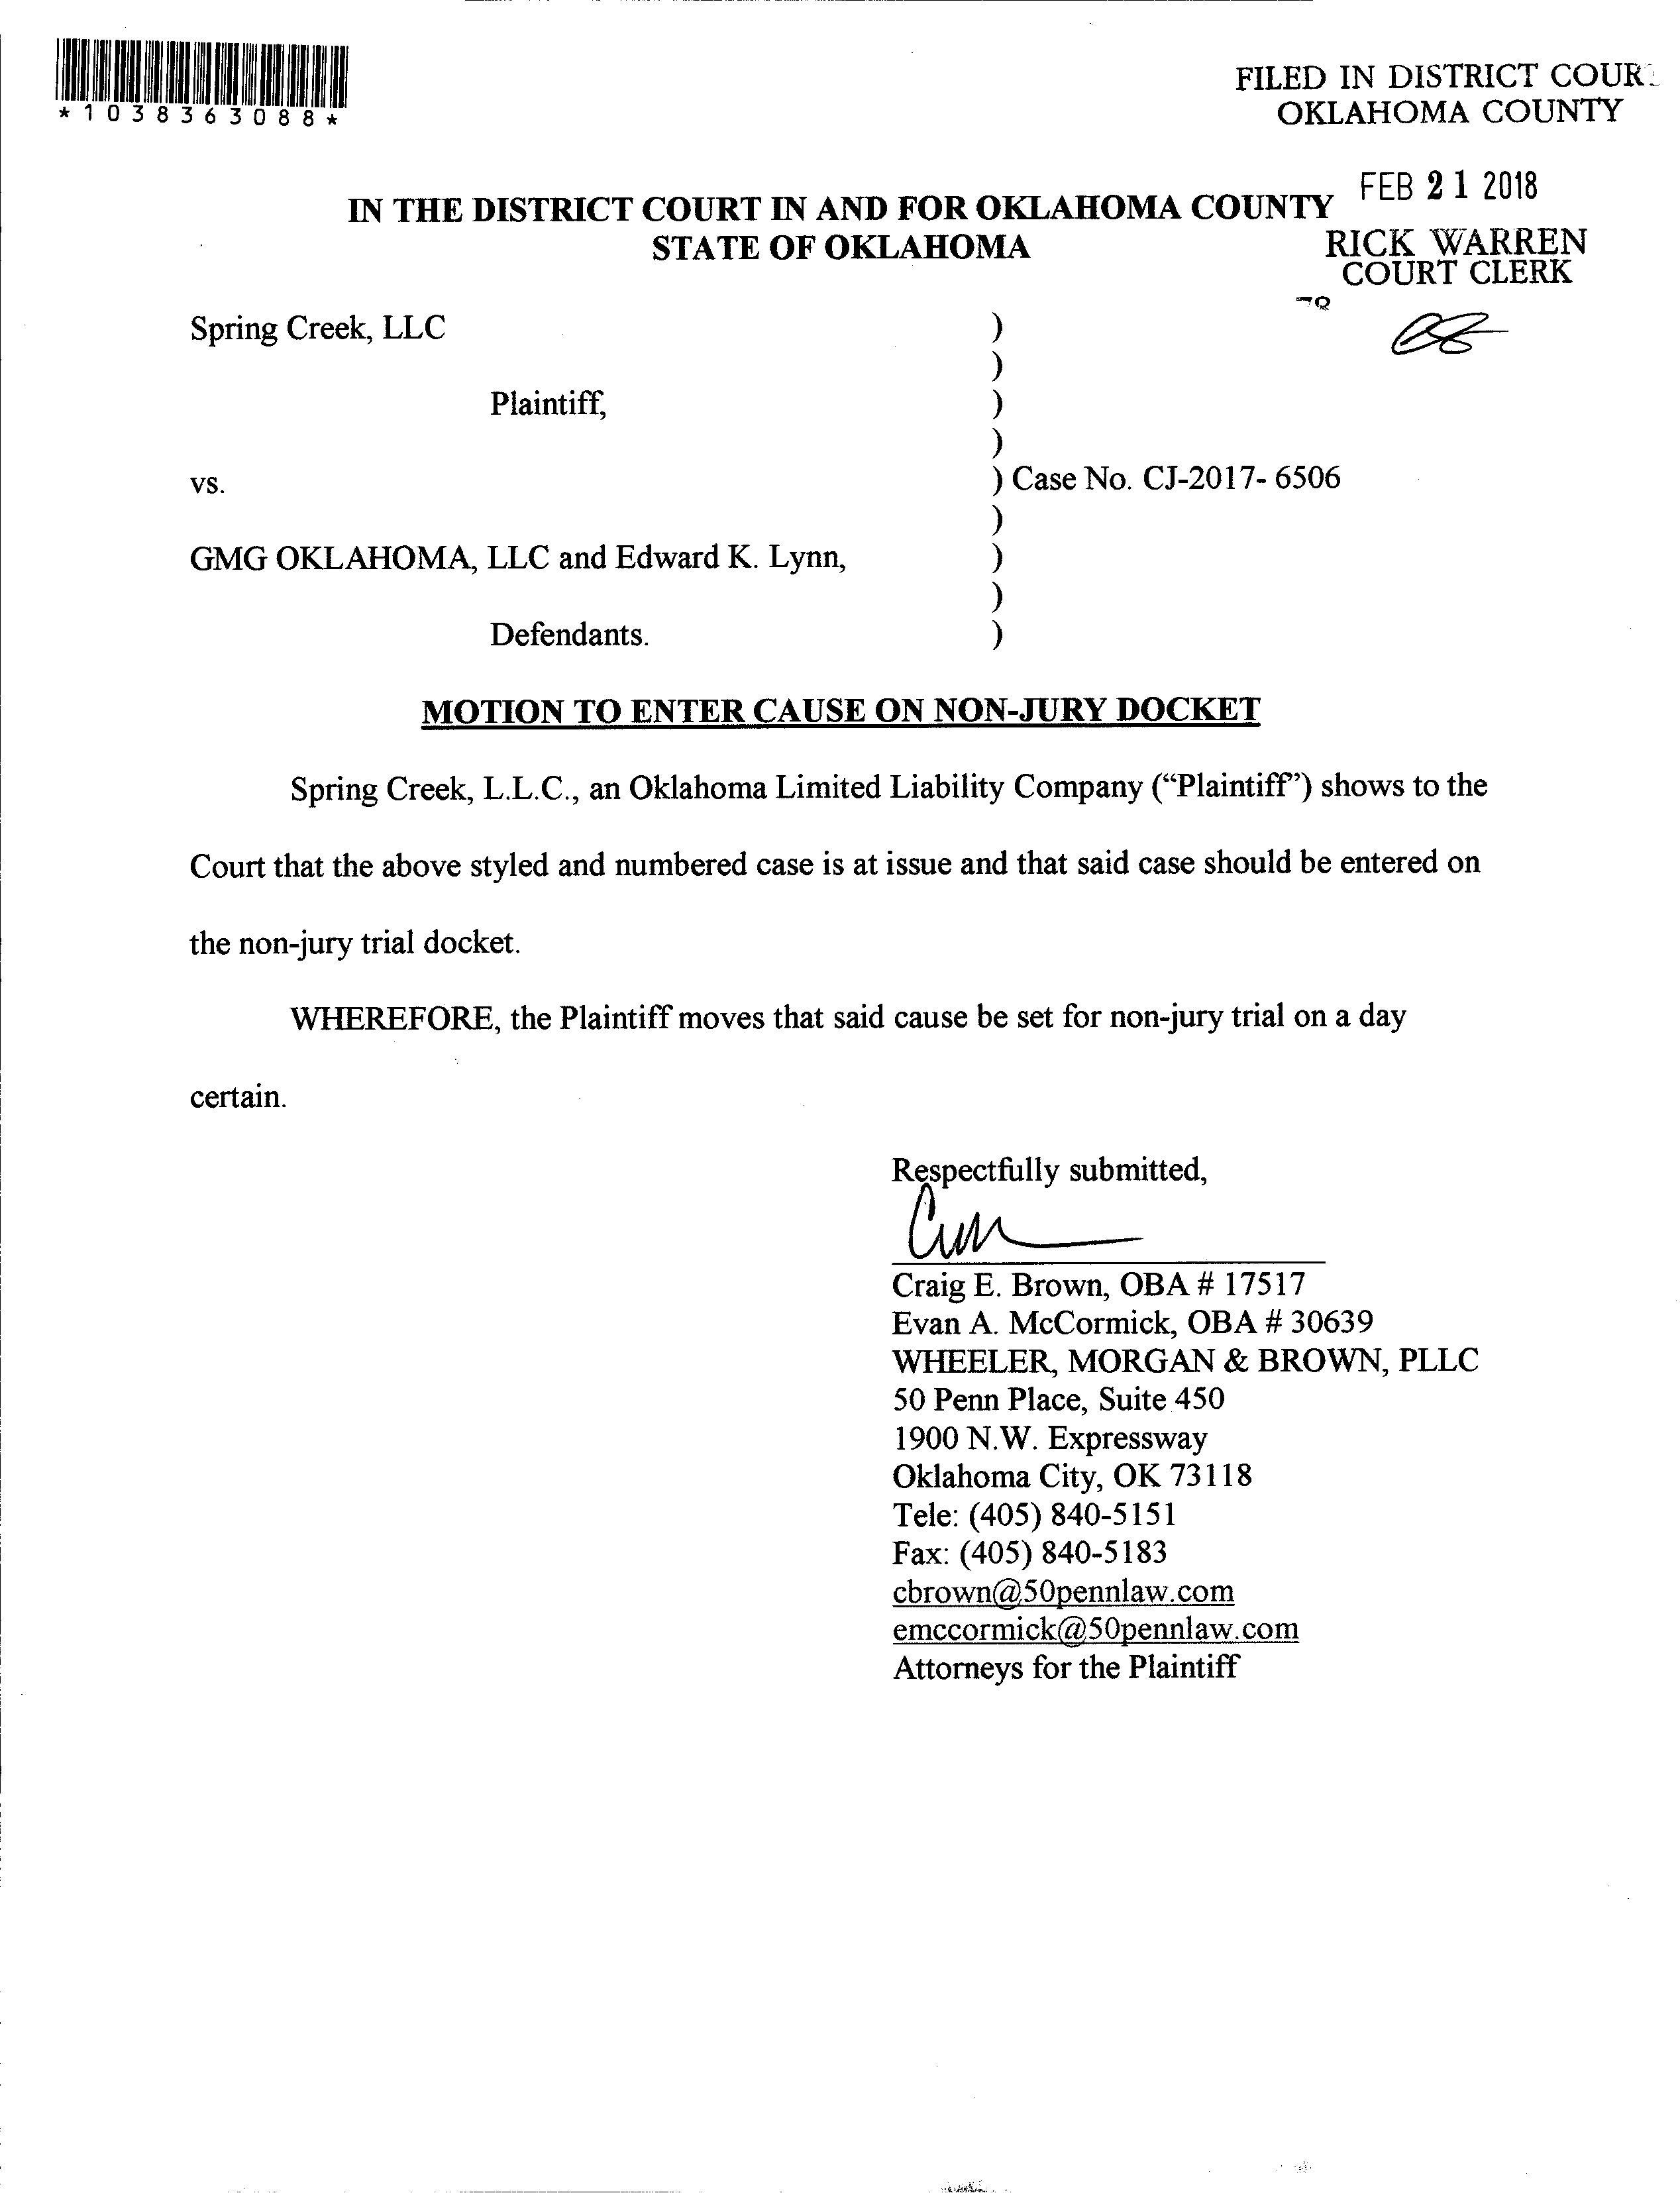 *1038363088*
FILED IN DISTRICT COUR
OKLAHOMA COUNTY
FEB 21 2018
IN THE DISTRICT COURT IN AND FOR OKLAHOMA COUNTY
STATE OF OKLAHOMA
RICK WARREN
COURT CLERK
Spring Creek, LLC )
)
Plaintiff, )
)
vs. ) Case No. CJ-2017- 6506
)
GMG OKLAHOMA, LLC and Edward K. Lynn, )
)
Defendants. )
MOTION TO ENTER CAUSE ON NON-JURY DOCKET
Spring Creek, L.L.C., an Oklahoma Limited Liability Company (“Plaintiff”) shows to the
Court that the above styled and numbered case is at issue and that said case should be entered on
the non-jury trial docket.
WHEREFORE, the Plaintiff moves that said cause be set for non-jury trial on a day
certain.
Respectfully submitted,
Craig E. Brown, OBA # 17517
Evan A. McCormick, OBA # 30639
WHEELER, MORGAN & BROWN, PLLC
50 Penn Place, Suite 450
1900 N.W. Expressway
Oklahoma City, OK 73118
Tele: (405) 840-5151
Fax: (405) 840-5183
cbrown@50pennlaw.com
emccormick@50pennlaw.com
Attorneys for the Plaintiff